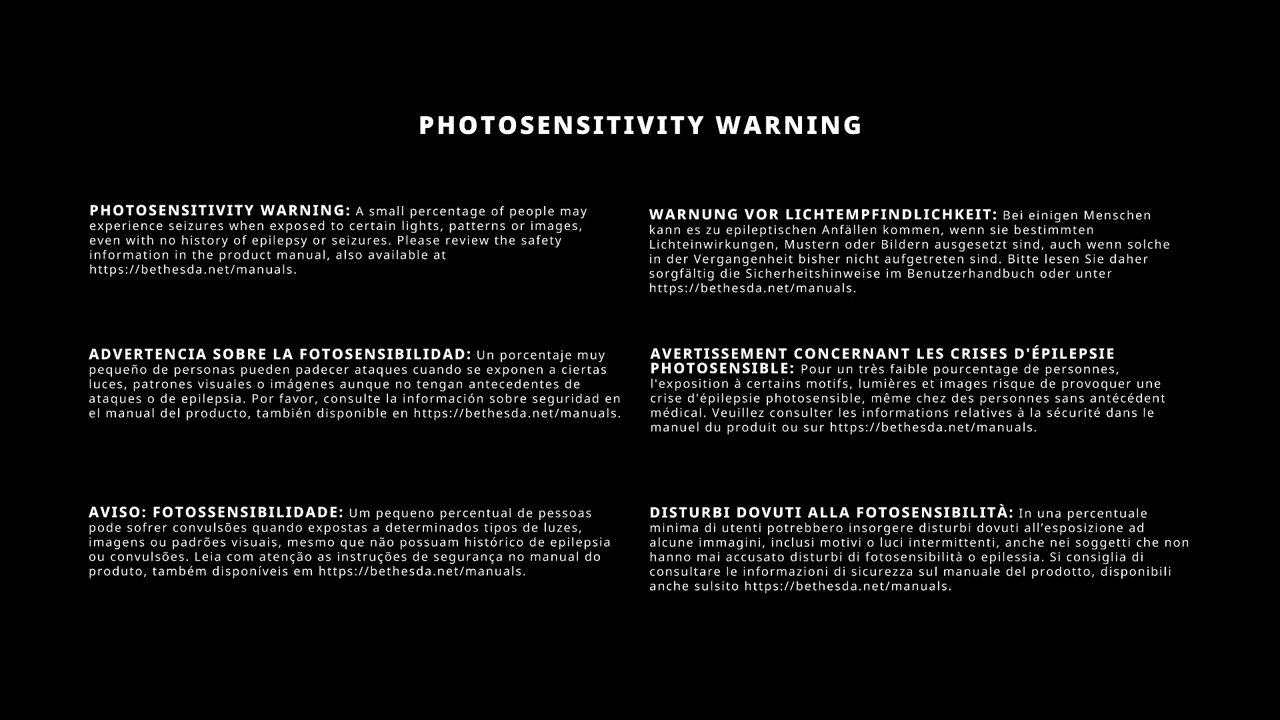 PHOTOSENSITIVITY WARNING
PHOTOSENSITIVITY WARNING: A small percentage of people may
experience seizures when exposed to certain lights, patterns or images,
even with no history of epilepsy or seizures. Please review the safety
information in the product manual, also available at
https://bethesda.net/manuals.
WARNUNG VOR LICHTEMPFINDLICHKEIT: Bei einigen Menschen
kann es zu epileptischen Anfällen kommen, wenn sie bestimmten
Lichteinwirkungen, Mustern oder Bildern ausgesetzt sind, auch wenn solche
in der Vergangenheit bisher nicht aufgetreten sind. Bitte lesen Sie daher
sorgfältig die Sicherheitshinweise im Benutzerhandbuch oder unter
https://bethesda.net/manuals.
ADVERTENCIA SOBRE LA FOTOSENSIBILIDAD: Un porcentaje muy
pequeño de personas pueden padecer ataques cuando se exponen a ciertas
luces, patrones visuales o imágenes aunque no tengan antecedentes de
ataques o de epilepsia. Por favor, consulte la información sobre seguridad en
el manual del producto, también disponible en https://bethesda.net/manuals.
AVERTISSEMENT CONCERNANT LES CRISES D'ÉPILEPSIE
PHOTOSENSIBLE: Pour un très faible pourcentage de personnes,
l'exposition à certains motifs, lumières et images risque de provoquer une
crise d'épilepsie photosensible, même chez des personnes sans antécédent
médical. Veuillez consulter les informations relatives à la sécurité dans le
manuel du produit ou sur https://bethesda.net/manuals.
AVISO: FOTOSSENSIBILIDADE: Um pequeno percentual de pessoas
pode sofrer convulsões quando expostas a determinados tipos de luzes,
imagens ou padrões visuais, mesmo que não possuam histórico de epilepsia
ou convulsões. Leia com atenção as instruções de segurança no manual do
produto, também disponíveis em https://bethesda.net/manuals.
DISTURBI DOVUTI ALLA FOTOSENSIBILITÀ: In una percentuale
minima di utenti potrebbero insorgere disturbi dovuti all’esposizione ad
alcune immagini, inclusi motivi o luci intermittenti, anche nei soggetti che non
hanno mai accusato disturbi di fotosensibilità o epilessia. Si consiglia di
consultare le informazioni di sicurezza sul manuale del prodotto, disponibili
anche sulsito https://bethesda.net/manuals.